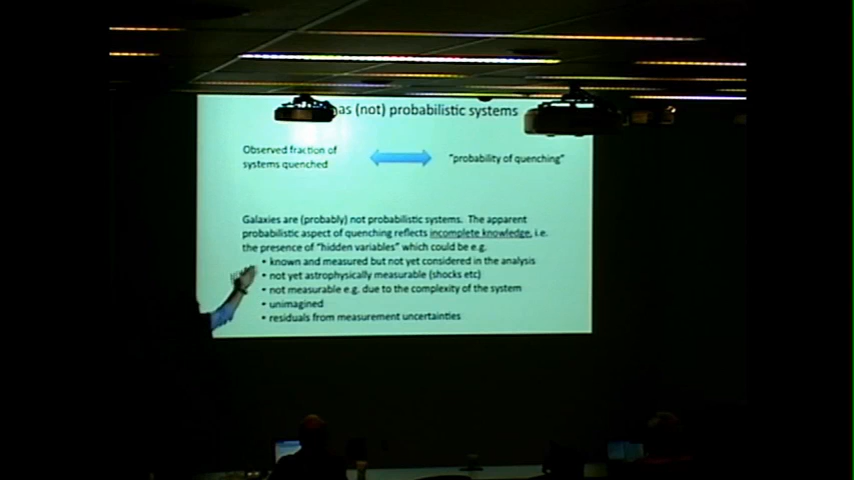 as (not) probabilistic systems
Observed fraction of
systems quenched
"probability of quenching"
Galaxies are (probably) not probabilistic systems. The apparent
probabilistic aspect of quenching reflects incomplete knowledge, i.e.
the presence of "hidden variables" which could be e.g.
• known and measured but not yet considered in the analysis
• not yet astrophysically measurable (shocks etc)
• not measurable e.g. due to the complexity of the system
• unimagined
• residuals from measurement uncertainties